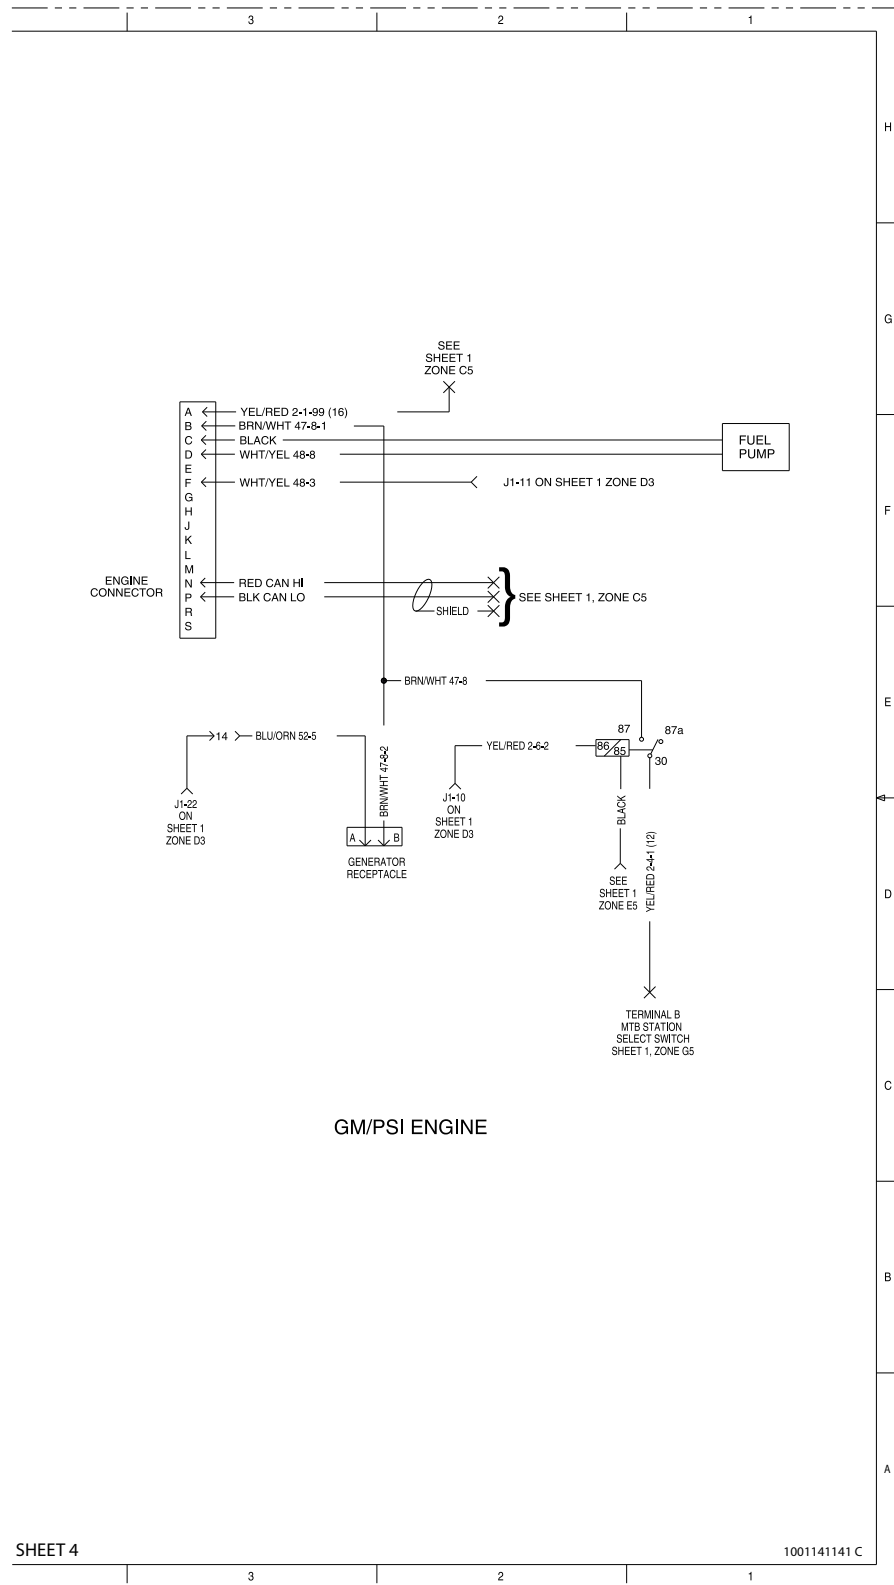 3 2 1
H
G
SEE
SHEET 1
ZONE C5
A YEL/RED 2-1-99 (16)
B BRN/WHT 47-8-1
C BLACK
D WHT/YEL 48-8
E
F WHT/YEL 48-3
G
H
J
K
L
M
N RED CAN HI
P BLK CAN LO
R
S
FUEL
PUMP
J1-11 ON SHEET 1 ZONE D3
F
ENGINE
CONNECTOR
SHIELD
SEE SHEET 1, ZONE C5
BRN/WHT 47-8
E
14 BLU/ORN 52-5
BRN/WHT 47-8-2
YEL/RED 2-6-2
87 87a
86 85
30
J1-22
ON
SHEET 1
ZONE D3
J1-10
ON
SHEET 1
ZONE D3
BLACK
YEL/RED 2-4-1 (12)
A B
GENERATOR
RECEPTACLE
SEE
SHEET 1
ZONE E5
D
TERMINAL B
MTB STATION
SELECT SWITCH
SHEET 1, ZONE G5
C
GM/PSI ENGINE
B
A
SHEET 4
1001141141 C
3 2 1